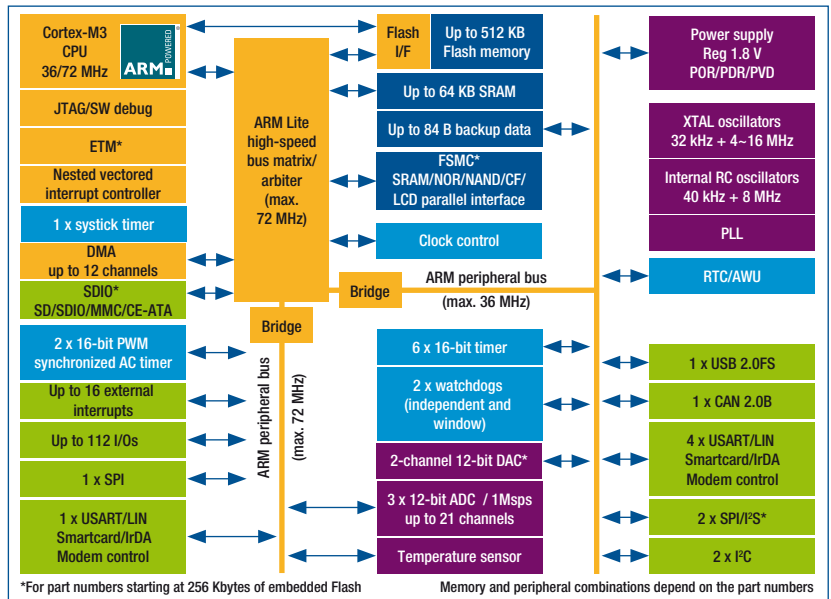 Cortex-M3
CPU
36/72 MHz
ARM
POWERED
JTAG/SW debug
ETM*
Nested vectored
interrupt controller
1 x systick timer
DMA
up to 12 channels
SDIO*
SD/SDIO/MMC/CE-ATA
2 x 16-bit PWM
synchronized AC timer
Up to 16 external
interrupts
Up to 112 I/Os
1 x SPI
1 x USART/LIN
Smartcard/IrDA
Modem control
ARM Lite
high-speed
bus matrix/
arbiter
(max.
72 MHz)
Bridge
ARM peripheral bus
(max. 72 MHz)
Bridge
ARM peripheral bus
(max. 36 MHz)
Flash
I/F
Up to 512 KB
Flash memory
Up to 64 KB SRAM
Up to 84 B backup data
FSMC*
SRAM/NOR/NAND/CF/
LCD parallel interface
Clock control
6 x 16-bit timer
2 x watchdogs
(independent and
window)
2-channel 12-bit DAC*
3 x 12-bit ADC / 1Msps
up to 21 channels
Temperature sensor
Power supply
Reg 1.8 V
POR/PDR/PVD
XTAL oscillators
32 kHz + 4~16 MHz
Internal RC oscillators
40 kHz + 8 MHz
PLL
RTC/AWU
1 x USB 2.0FS
1 x CAN 2.0B
4 x USART/LIN
Smartcard/IrDA
Modem control
2 x SPI/I²S*
2 x I²C
*For part numbers starting at 256 Kbytes of embedded Flash
Memory and peripheral combinations depend on the part numbers